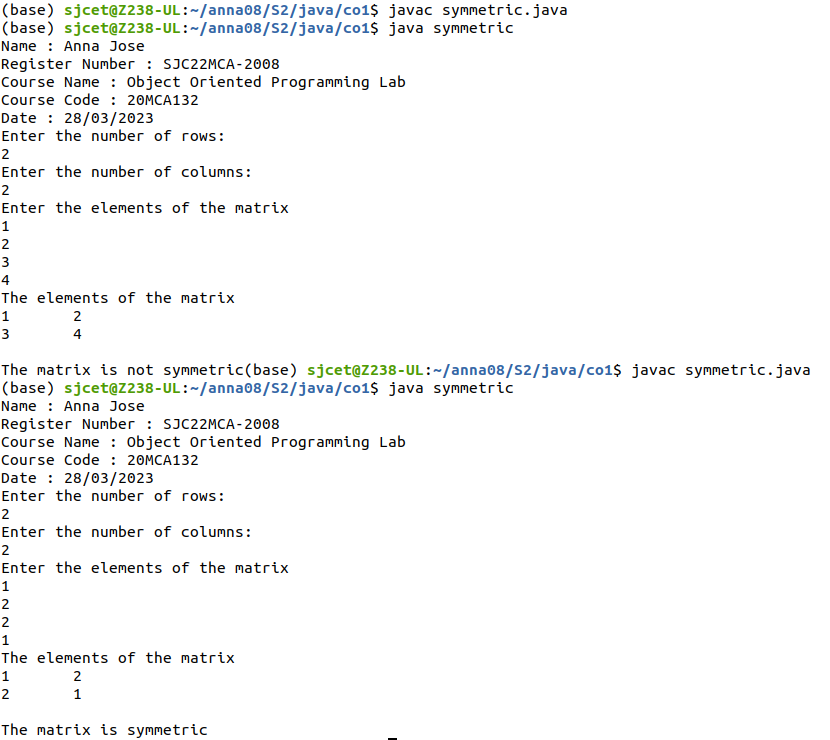 (base) sjcet@Z238-UL:~/anna08/S2/java/co1$ javac symmetric.java
(base) sjcet@Z238-UL:~/anna08/S2/java/co1$ java symmetric
Name : Anna Jose
Register Number : SJC22MCA-2008
Course Name : Object Oriented Programming Lab
Course Code : 20MCA132
Date : 28/03/2023
Enter the number of rows:
2
Enter the number of columns:
2
Enter the elements of the matrix
1
2
3
4
The elements of the matrix
1       2
3       4
The matrix is not symmetric(base) sjcet@Z238-UL:~/anna08/S2/java/co1$ javac symmetric.java
(base) sjcet@Z238-UL:~/anna08/S2/java/co1$ java symmetric
Name : Anna Jose
Register Number : SJC22MCA-2008
Course Name : Object Oriented Programming Lab
Course Code : 20MCA132
Date : 28/03/2023
Enter the number of rows:
2
Enter the number of columns:
2
Enter the elements of the matrix
1
2
2
1
The elements of the matrix
1       2
2       1
The matrix is symmetric